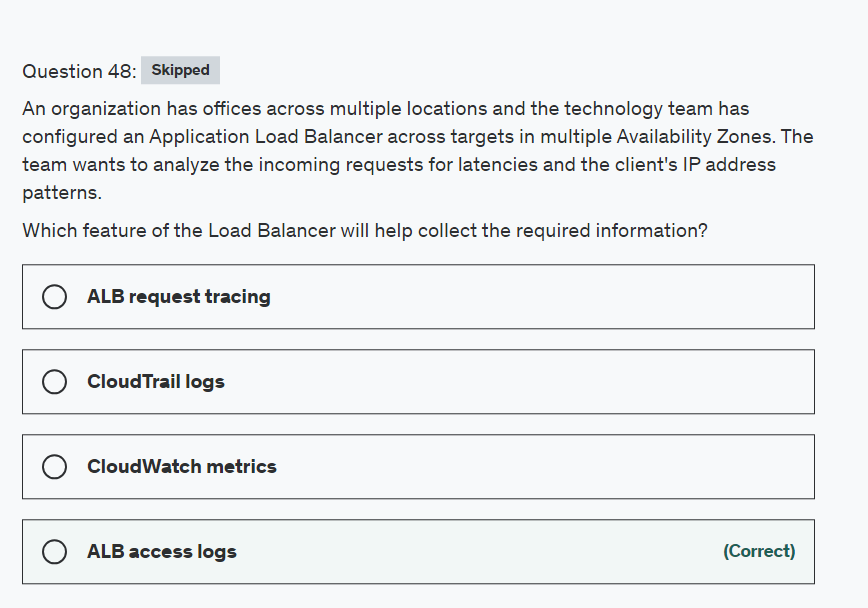 Question 48: Skipped
An organization has offices across multiple locations and the technology team has
configured an Application Load Balancer across targets in multiple Availability Zones. The
team wants to analyze the incoming requests for latencies and the client's IP address
patterns.
Which feature of the Load Balancer will help collect the required information?
ALB request tracing
CloudTrail logs
CloudWatch metrics
ALB access logs (Correct)